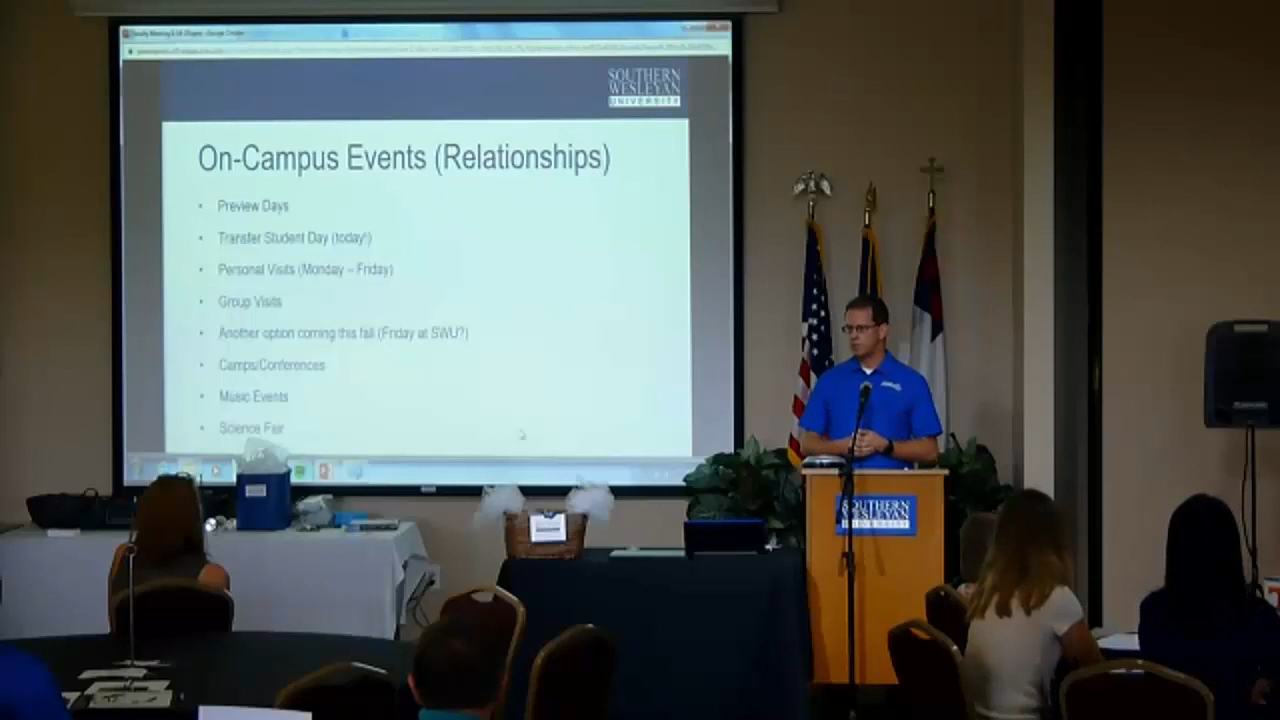 SOUTHERN
WESLEYAN
UNIVERSITY
On-Campus Events (Relationships)
• Preview Days
• Transfer Student Day (today!)
• Personal Visits (Monday – Friday)
• Group Visits
• Another option coming this fall (Friday at SWU?)
• Camps/Conferences
• Music Events
• Science Fair
SOUTHERN
WESLEYAN
UNIVERSITY